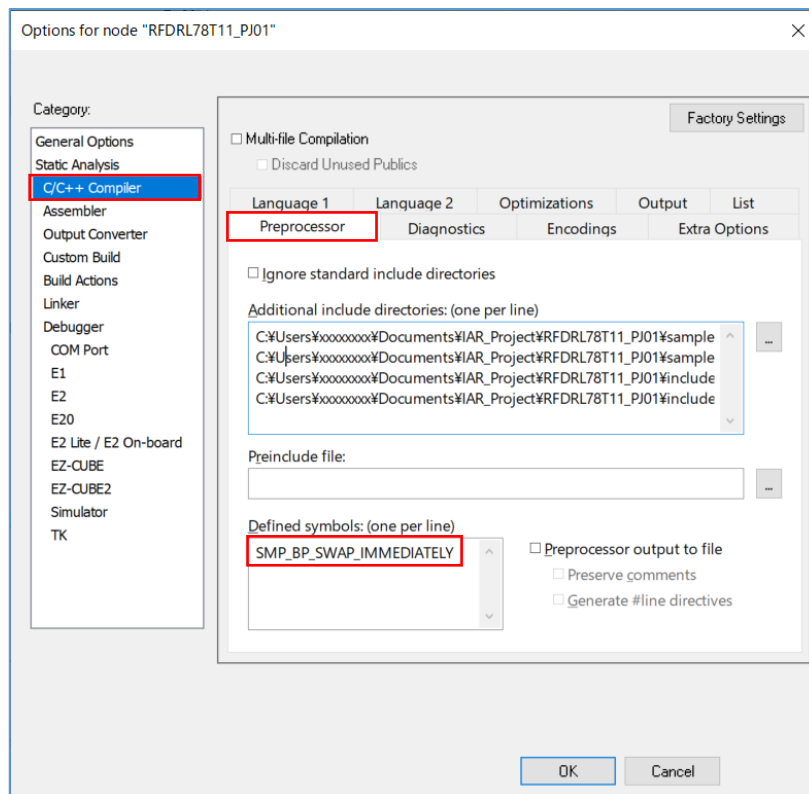 Options for node "RFDRL78T11_PJ01"
Category:
General Options
Static Analysis
C/C++ Compiler
Assembler
Output Converter
Custom Build
Build Actions
Linker
Debugger
COM Port
E1
E2
E20
E2 Lite / E2 On-board
EZ-CUBE
EZ-CUBE2
Simulator
TK
Factory Settings
Multi-file Compilation
Discard Unused Publics
Language 1 Language 2 Optimizations Output List
Preprocessor Diagnostics Encodings Extra Options
Ignore standard include directories
Additional include directories: (one per line)
C:¥Users¥xxxxxxxx¥Documents¥IAR_Project¥RFDRL78T11_PJ01¥sample
C:¥Users¥xxxxxxxx¥Documents¥IAR_Project¥RFDRL78T11_PJ01¥sample
C:¥Users¥xxxxxxxx¥Documents¥IAR_Project¥RFDRL78T11_PJ01¥include
C:¥Users¥xxxxxxxx¥Documents¥IAR_Project¥RFDRL78T11_PJ01¥include
...
Preinclude file:
...
Defined symbols: (one per line)
SMP_BP_SWAP_IMMEDIATELY
Preprocessor output to file
Preserve comments
Generate #line directives
OK Cancel